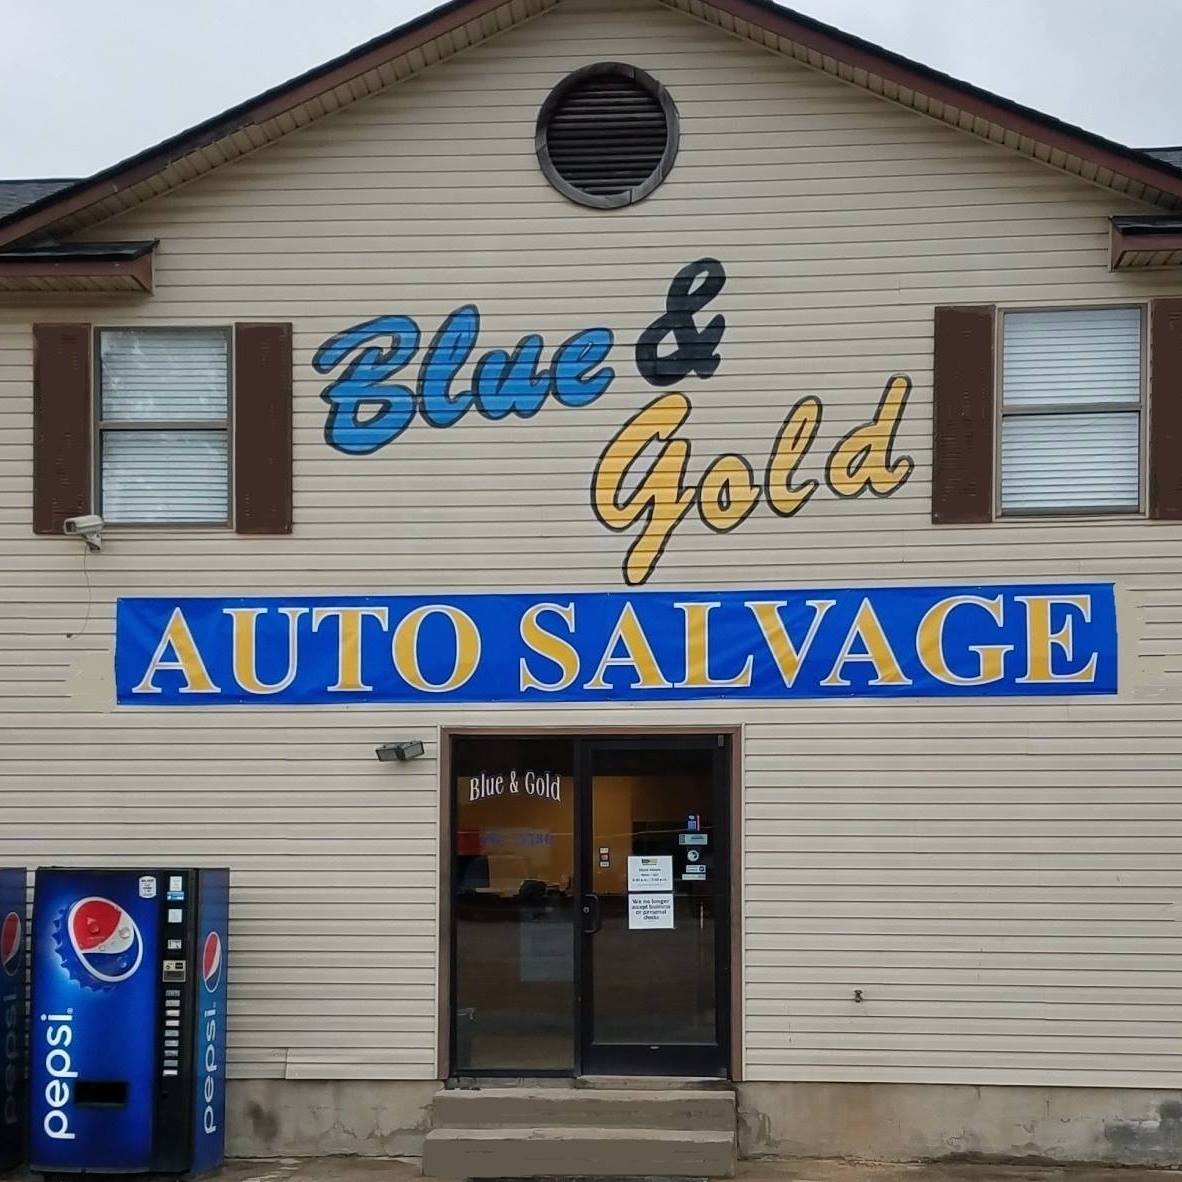 Blue &
Gold
AUTO SALVAGE
Blue & Gold
We no longer
accept business
or personal
checks
pepsi
pepsi
pepsi